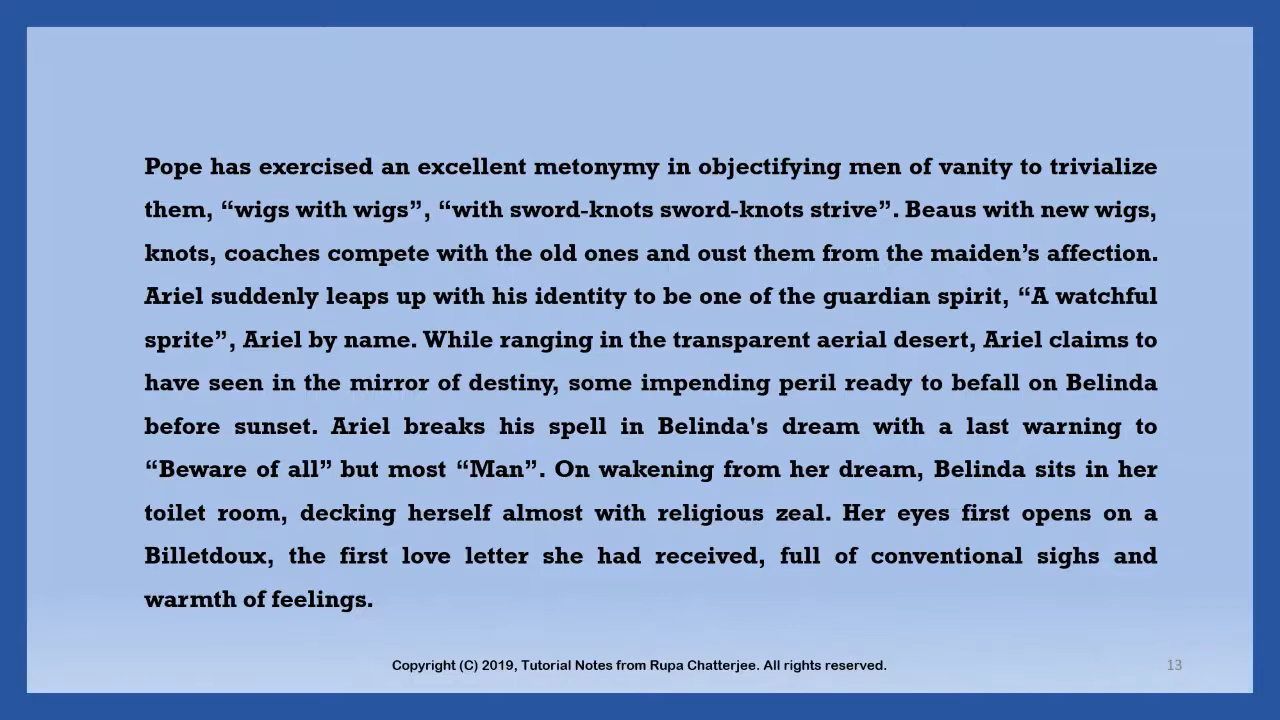 Pope has exercised an excellent metonymy in objectifying men of vanity to trivialize
them, “wigs with wigs”, “with sword-knots sword-knots strive”. Beaus with new wigs,
knots, coaches compete with the old ones and oust them from the maiden’s affection.
Ariel suddenly leaps up with his identity to be one of the guardian spirit, “A watchful
sprite”, Ariel by name. While ranging in the transparent aerial desert, Ariel claims to
have seen in the mirror of destiny, some impending peril ready to befall on Belinda
before sunset. Ariel breaks his spell in Belinda's dream with a last warning to
“Beware of all” but most “Man”. On wakening from her dream, Belinda sits in her
toilet room, decking herself almost with religious zeal. Her eyes first opens on a
Billetdoux, the first love letter she had received, full of conventional sighs and
warmth of feelings.
Copyright (C) 2019, Tutorial Notes from Rupa Chatterjee. All rights reserved.
13